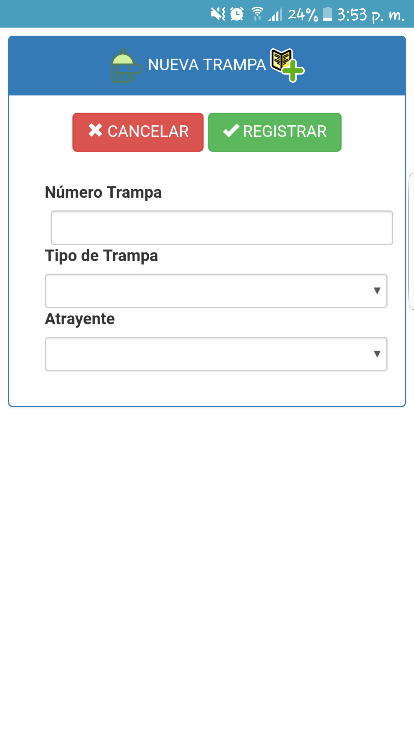 24% 3:53 p. m.
NUEVA TRAMPA
CANCELAR REGISTRAR
Número Trampa
Tipo de Trampa
Atrayente